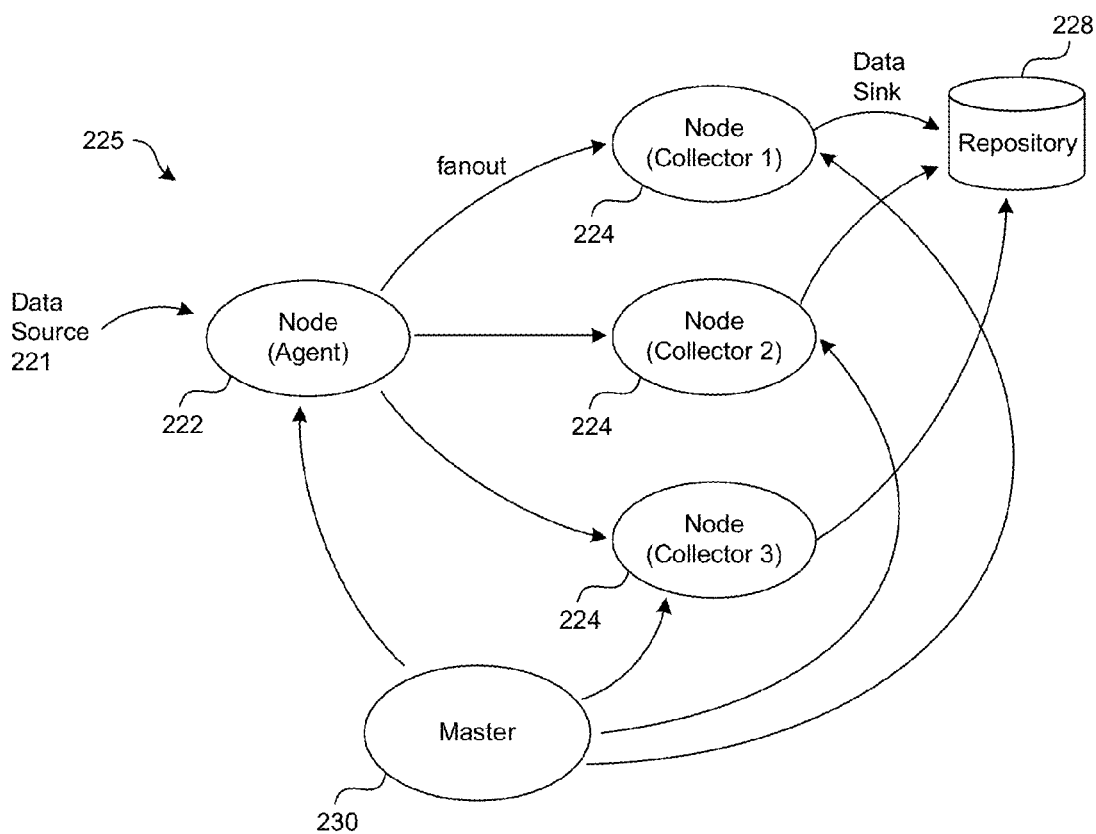 228
Data
Sink
Repository
Node
(Collector 1)
225
fanout
224
Data
Source
221
Node
(Agent)
Node
(Collector 2)
222
224
Node
(Collector 3)
224
Master
230